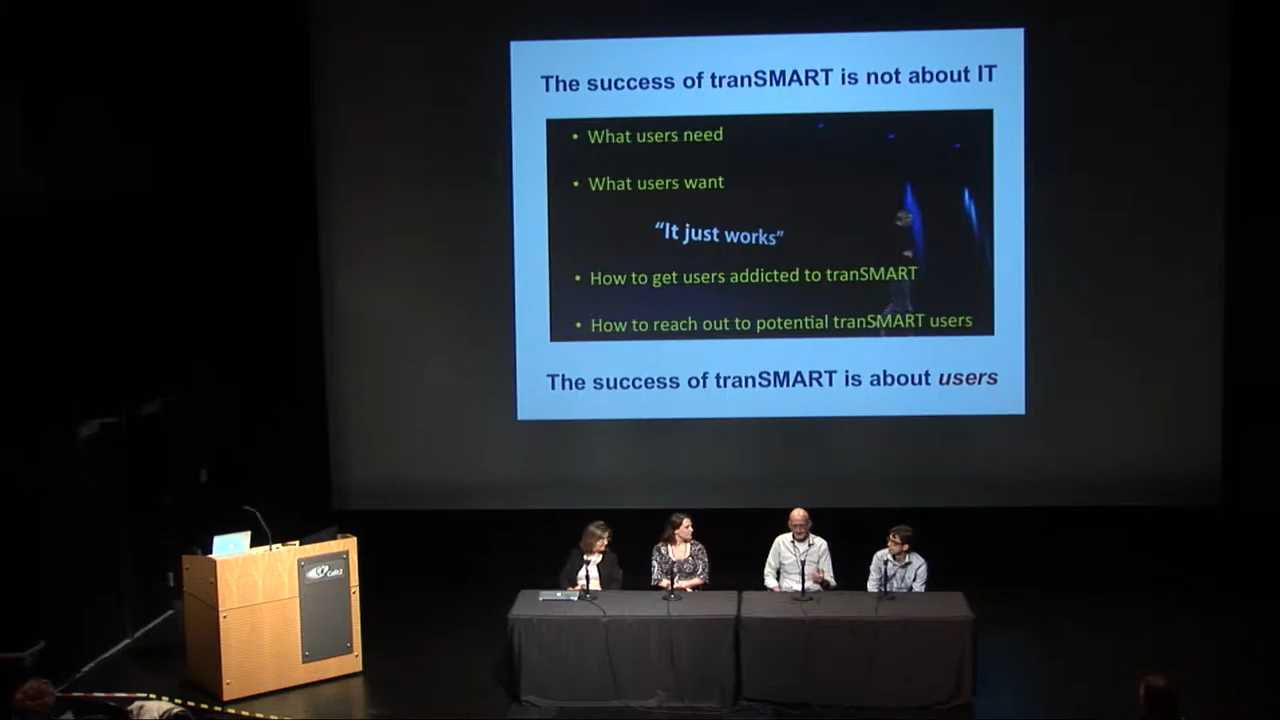 The success of tranSMART is not about IT
• What users need
• What users want
“It just works”
• How to get users addicted to tranSMART
• How to reach out to potential tranSMART users
The success of tranSMART is about users
Calit2